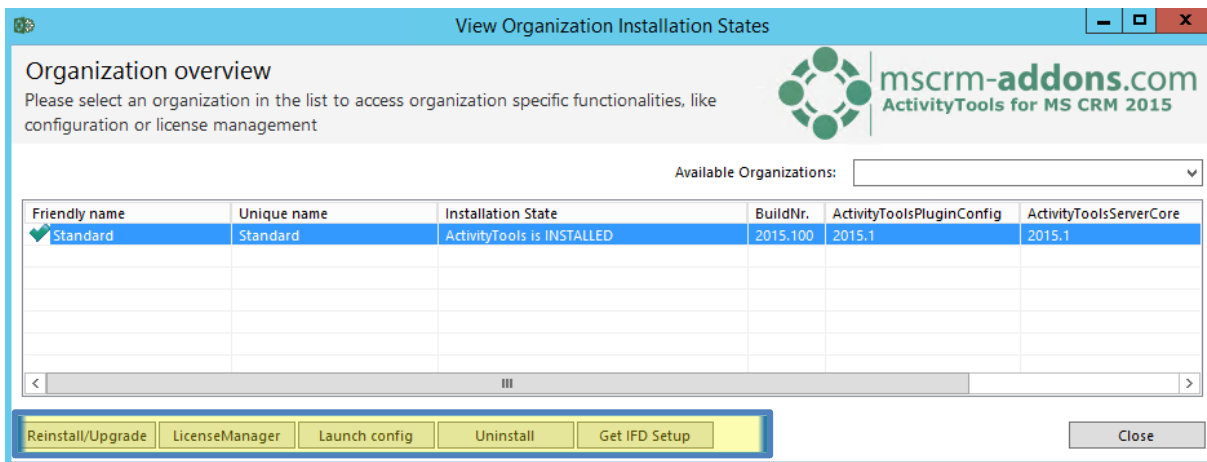 View Organization Installation States
x
Organization overview
Please select an organization in the list to access organization specific functionalities, like
configuration or license management
mscrm-addons.com
ActivityTools for MS CRM 2015
Available Organizations:
Friendly name Unique name Installation State BuildNr. ActivityToolsPluginConfig ActivityToolsServerCore
Standard Standard ActivityTools is INSTALLED 2015.100 2015.1 2015.1
Reinstall/Upgrade LicenseManager Launch config Uninstall Get IFD Setup Close